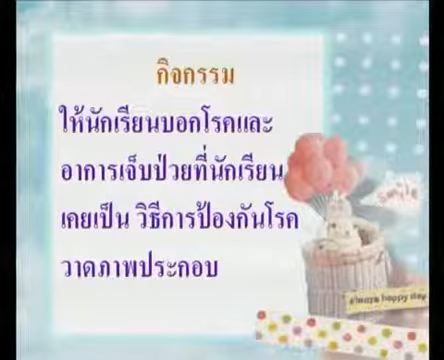 กิจกรรม
ให้นักเรียนบอกโรคและ
อาการเจ็บป่วยที่นักเรียน
เคยเป็น วิธีการป้องกันโรค
วาดภาพประกอบ
Smile
always happy day